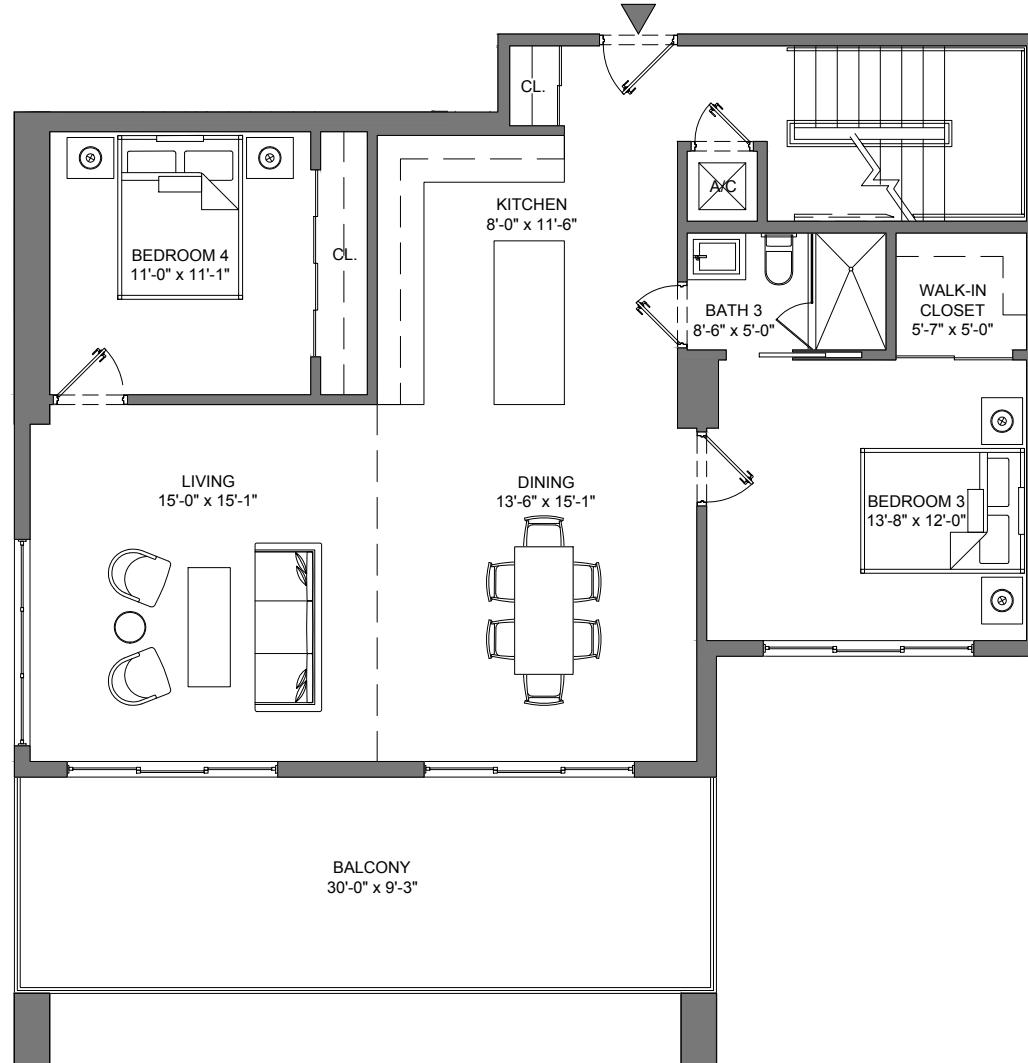 CL.
KITCHEN
8'-0" x 11'-6"
A/C
BEDROOM 4
11'-0" x 11'-1"
CL.
BATH 3
8'-6" x 5'-0"
WALK-IN
CLOSET
5'-7" x 5'-0"
LIVING
15'-0" x 15'-1"
DINING
13'-6" x 15'-1"
BEDROOM 3
13'-8" x 12'-0"
BALCONY
30'-0" x 9'-3"